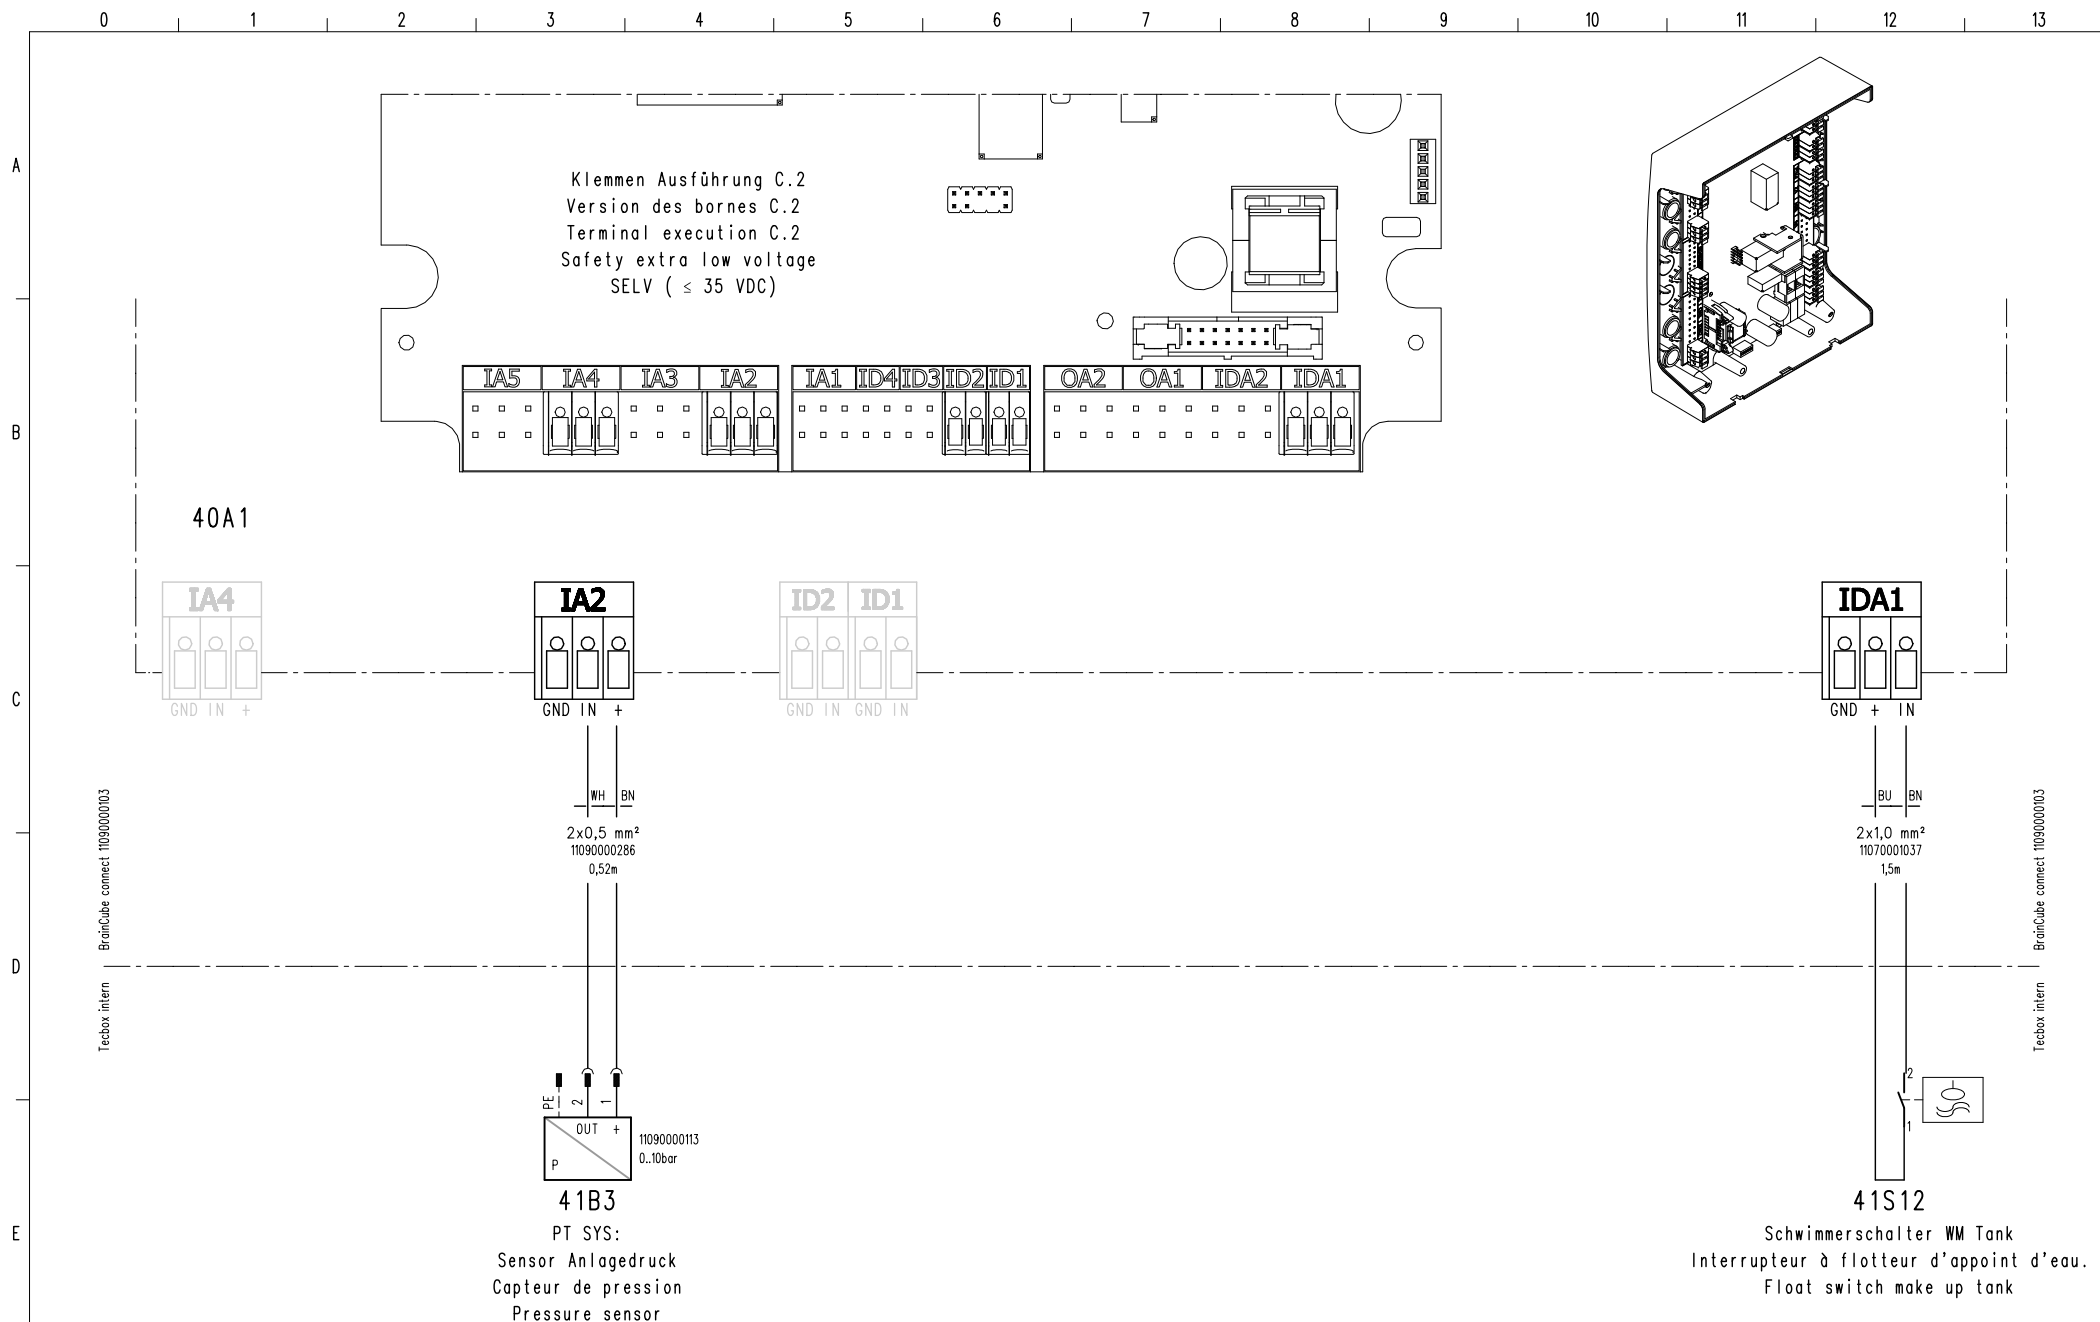 0 1 2 3 4 5 6 7 8 9 10 11 12 13
A
Klemmen Ausführung C.2
Version des bornes C.2
Terminal execution C.2
Safety extra low voltage
SELV ( ≤ 35 VDC)
B
IA5 IA4 IA3 IA2 IA1 ID4 ID3 ID2 ID1 OA2 OA1 IDA2 IDA1
40A1
C
IA4 IA2 ID2 ID1 IDA1
GND IN + GND IN + GND IN GND IN GND + IN
WH BN
2x0,5 mm²
11090000286
0,52m
BU BN
2x1,0 mm²
11070001037
1,5m
BrainCube connect 11090000103
BrainCube connect 11090000103
D
Tecbox intern
Tecbox intern
PE 2 1
OUT +
P
11090000113
0..10bar
41B3
PT SYS:
Sensor Anlagedruck
Capteur de pression
Pressure sensor
2
1
41S12
E
Schwimmerschalter WM Tank
Interrupteur à flotteur d'appoint d'eau.
Float switch make up tank